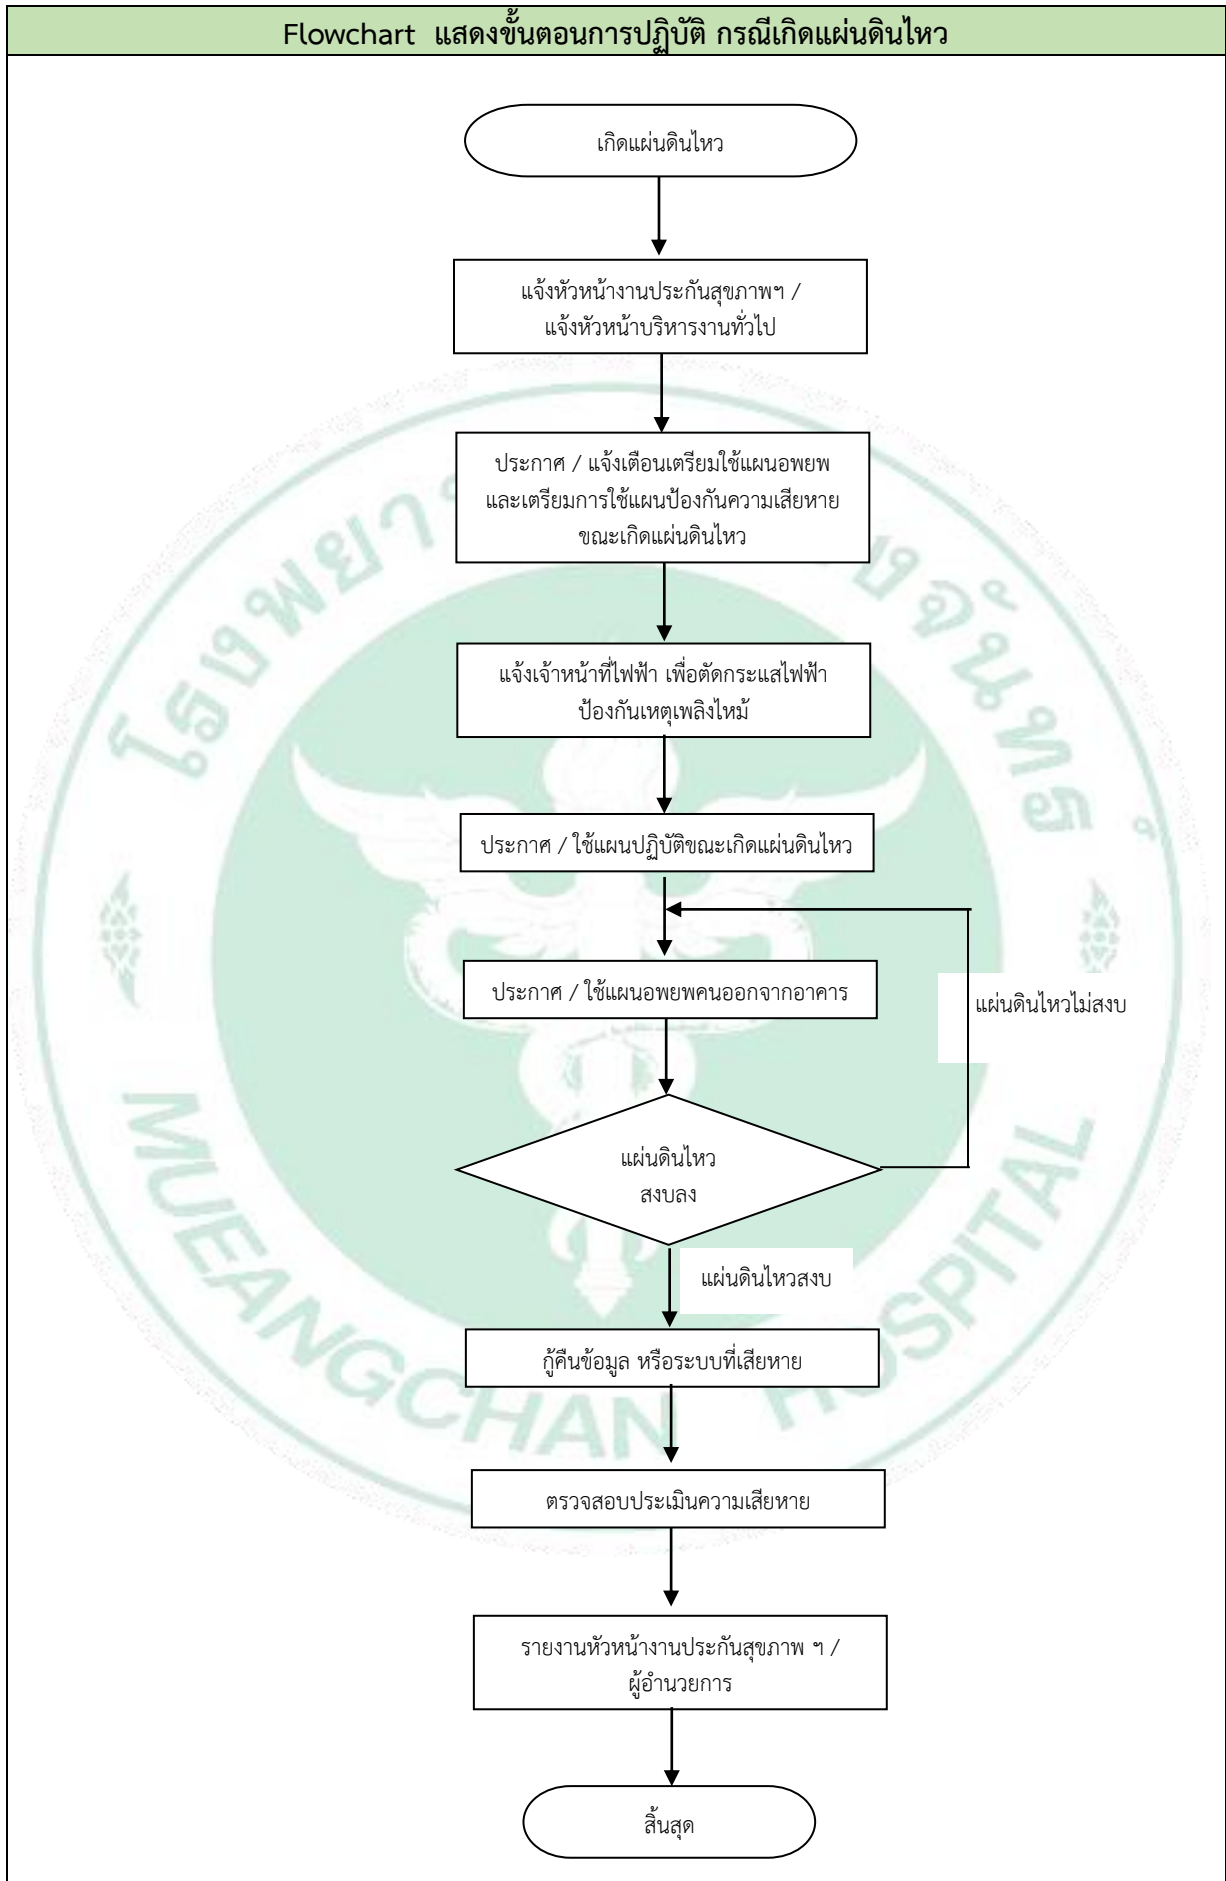 Flowchart แสดงขั้นตอนการปฏิบัติ กรณีเกิดแผ่นดินไหว
เกิดแผ่นดินไหว
แจ้งหัวหน้างานประกันสุขภาพฯ /
แจ้งหัวหน้าบริหารงานทั่วไป
ประกาศ / แจ้งเตือนเตรียมใช้แผนอพยพ
และเตรียมการใช้แผนป้องกันความเสียหาย
ขณะเกิดแผ่นดินไหว
แจ้งเจ้าหน้าที่ไฟฟ้า เพื่อตัดกระแสไฟฟ้า
ป้องกันเหตุเพลิงไหม้
ประกาศ / ใช้แผนปฏิบัติขณะเกิดแผ่นดินไหว
ประกาศ / ใช้แผนอพยพคนออกจากอาคาร
แผ่นดินไหวไม่สงบ
แผ่นดินไหว
สงบลง
แผ่นดินไหวสงบ
กู้คืนข้อมูล หรือระบบที่เสียหาย
ตรวจสอบประเมินความเสียหาย
รายงานหัวหน้างานประกันสุขภาพ ฯ /
ผู้อำนวยการ
สิ้นสุด
MUEANGCHAN HOSPITAL